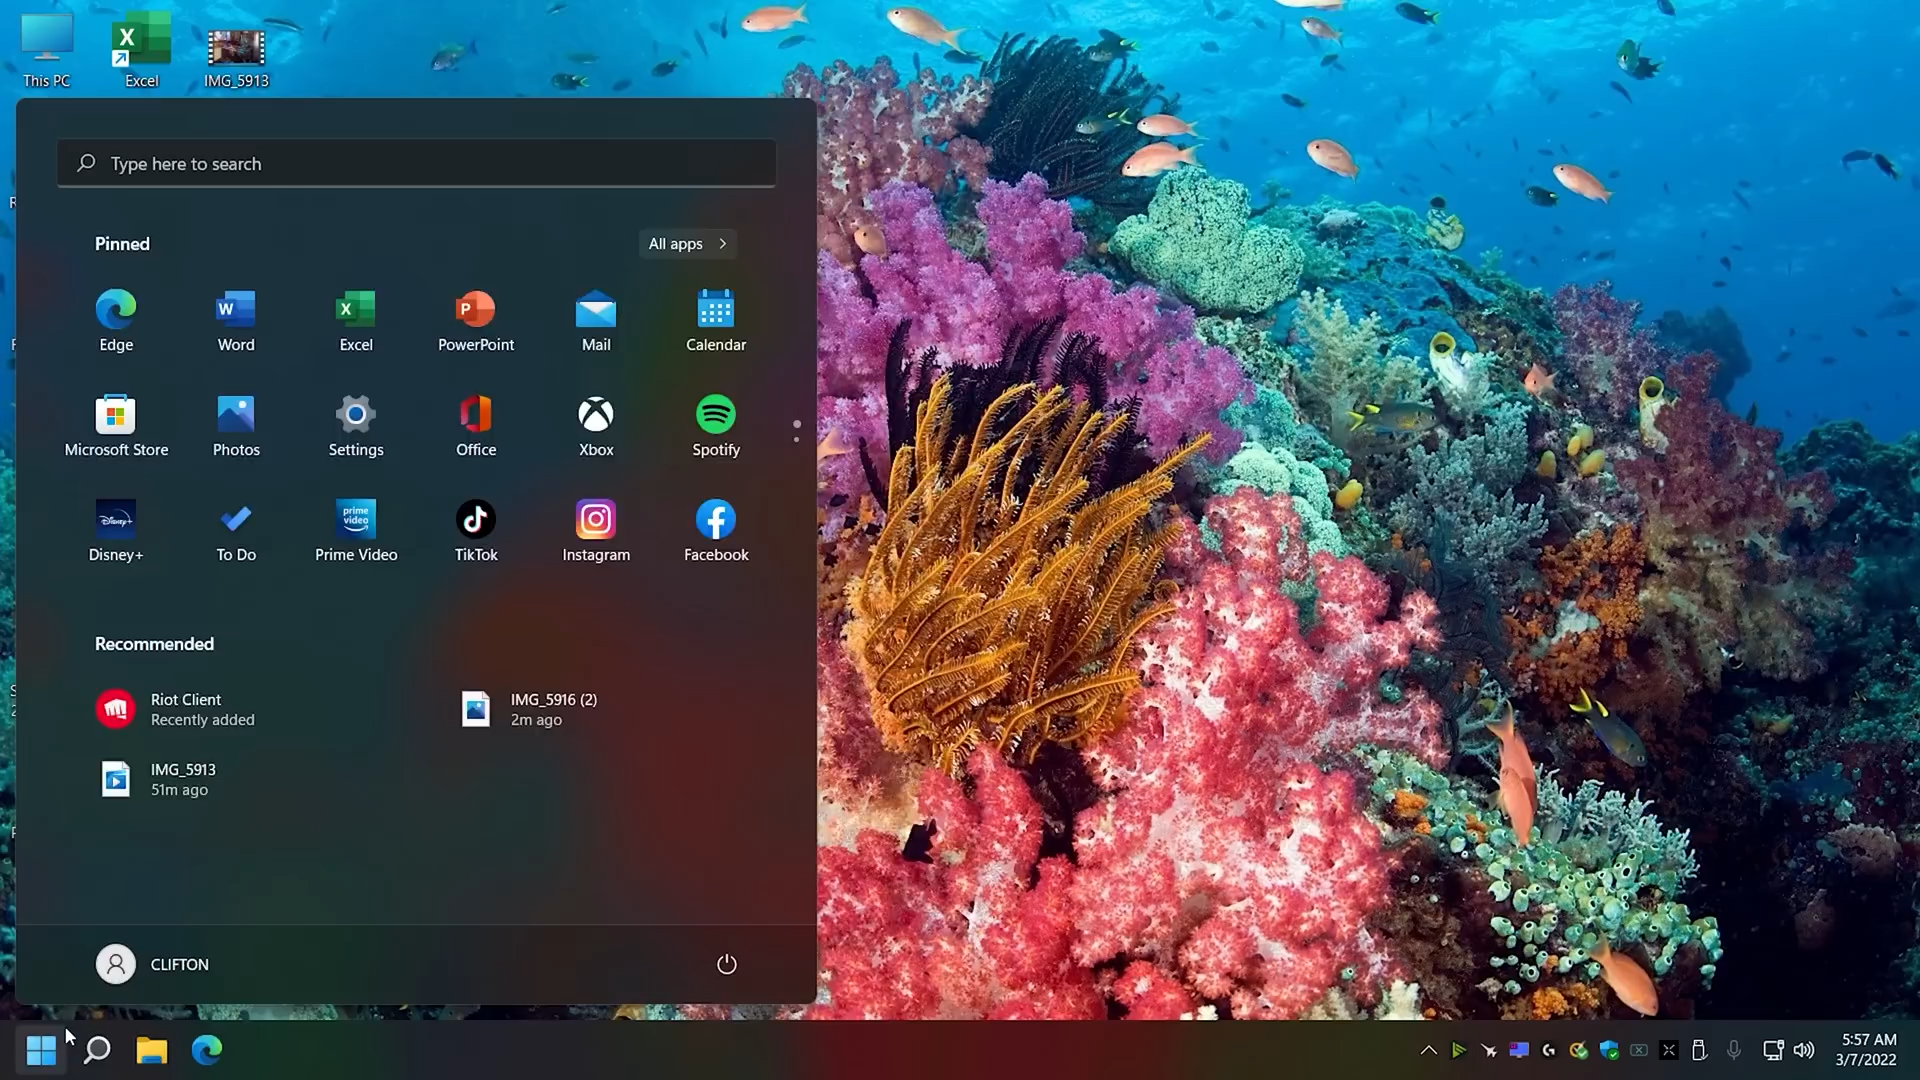 This PC
Excel
IMG_5913
Type here to search
Pinned
All apps
Edge
Word
Excel
PowerPoint
Mail
Calendar
Microsoft Store
Photos
Settings
Office
Xbox
Spotify
Disney+
To Do
prime video
Prime Video
TikTok
Instagram
Facebook
Recommended
Riot Client
Recently added
IMG_5916 (2)
2m ago
IMG_5913
51m ago
CLIFTON
5:57 AM
3/7/2022